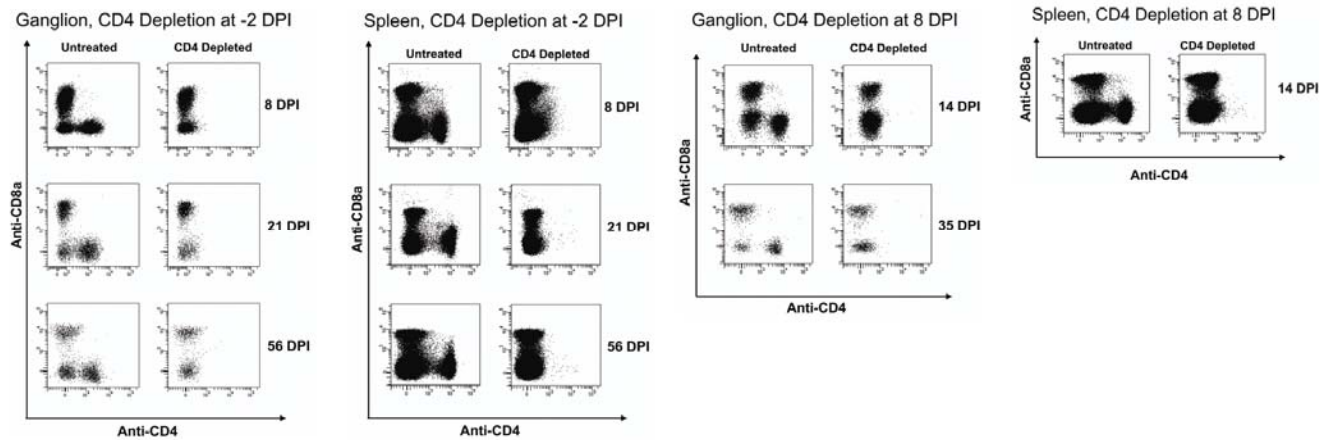 Ganglion, CD4 Depletion at -2 DPI
Untreated CD4 Depleted
8 DPI
21 DPI
56 DPI
Anti-CD8a
Anti-CD4
Spleen, CD4 Depletion at -2 DPI
Untreated CD4 Depleted
8 DPI
21 DPI
56 DPI
Anti-CD8a
Anti-CD4
Ganglion, CD4 Depletion at 8 DPI
Untreated CD4 Depleted
14 DPI
35 DPI
Anti-CD8a
Anti-CD4
Spleen, CD4 Depletion at 8 DPI
Untreated CD4 Depleted
14 DPI
Anti-CD8a
Anti-CD4